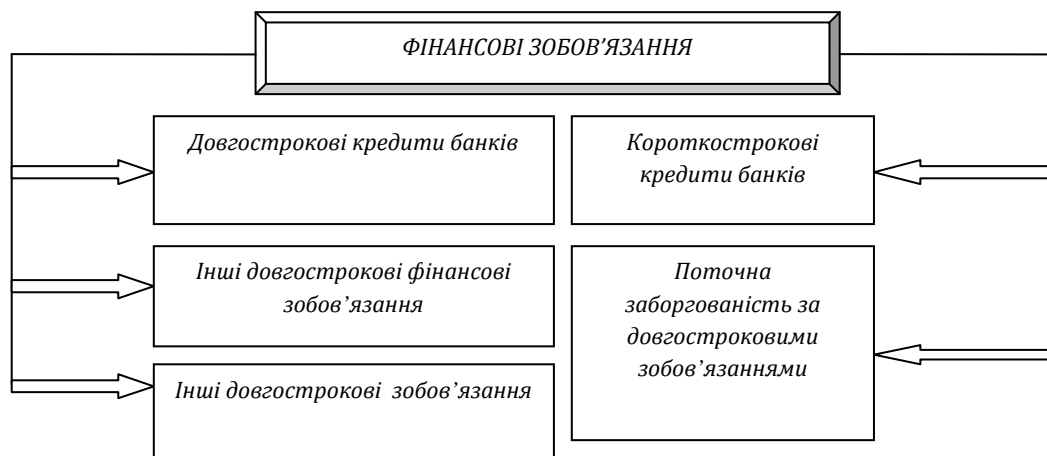 ФІНАНСОВІ ЗОБОВ’ЯЗАННЯ
Довгострокові кредити банків
Інші довгострокові фінансові
зобов’язання
Інші довгострокові  зобов’язання
Короткострокові
кредити банків
Поточна
заборгованість за
довгостроковими
зобов’язаннями